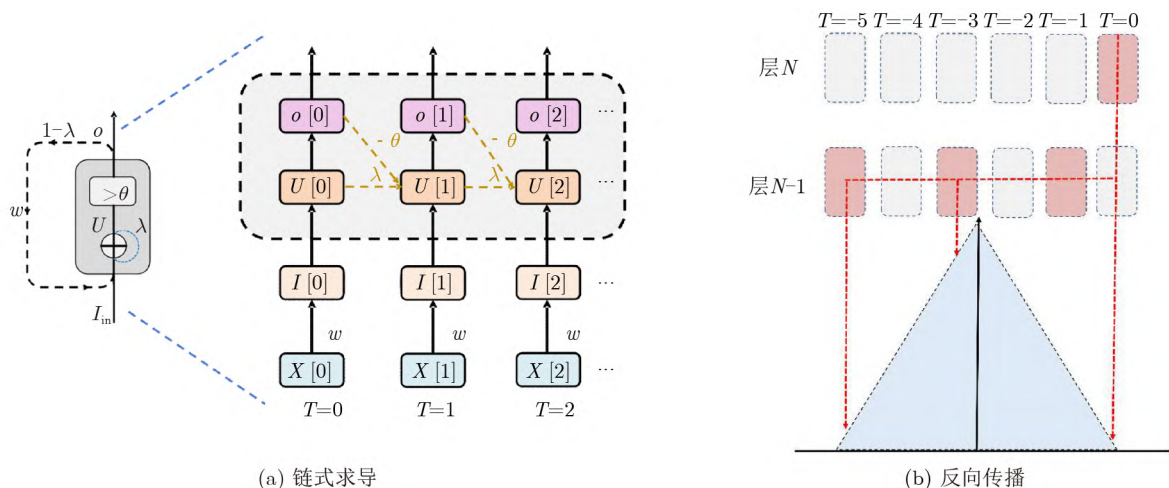 1−λ o
>θ
w
U λ
I_in
o [0] o [1] o [2] ...
- θ - θ
λ λ
U [0] U [1] U [2] ...
I [0] I [1] I [2] ...
w w w
X [0] X [1] X [2] ...
T=0 T=1 T=2
(a) 链式求导
T=−5 T=−4 T=−3 T=−2 T=−1 T=0
层N
层N−1
(b) 反向传播